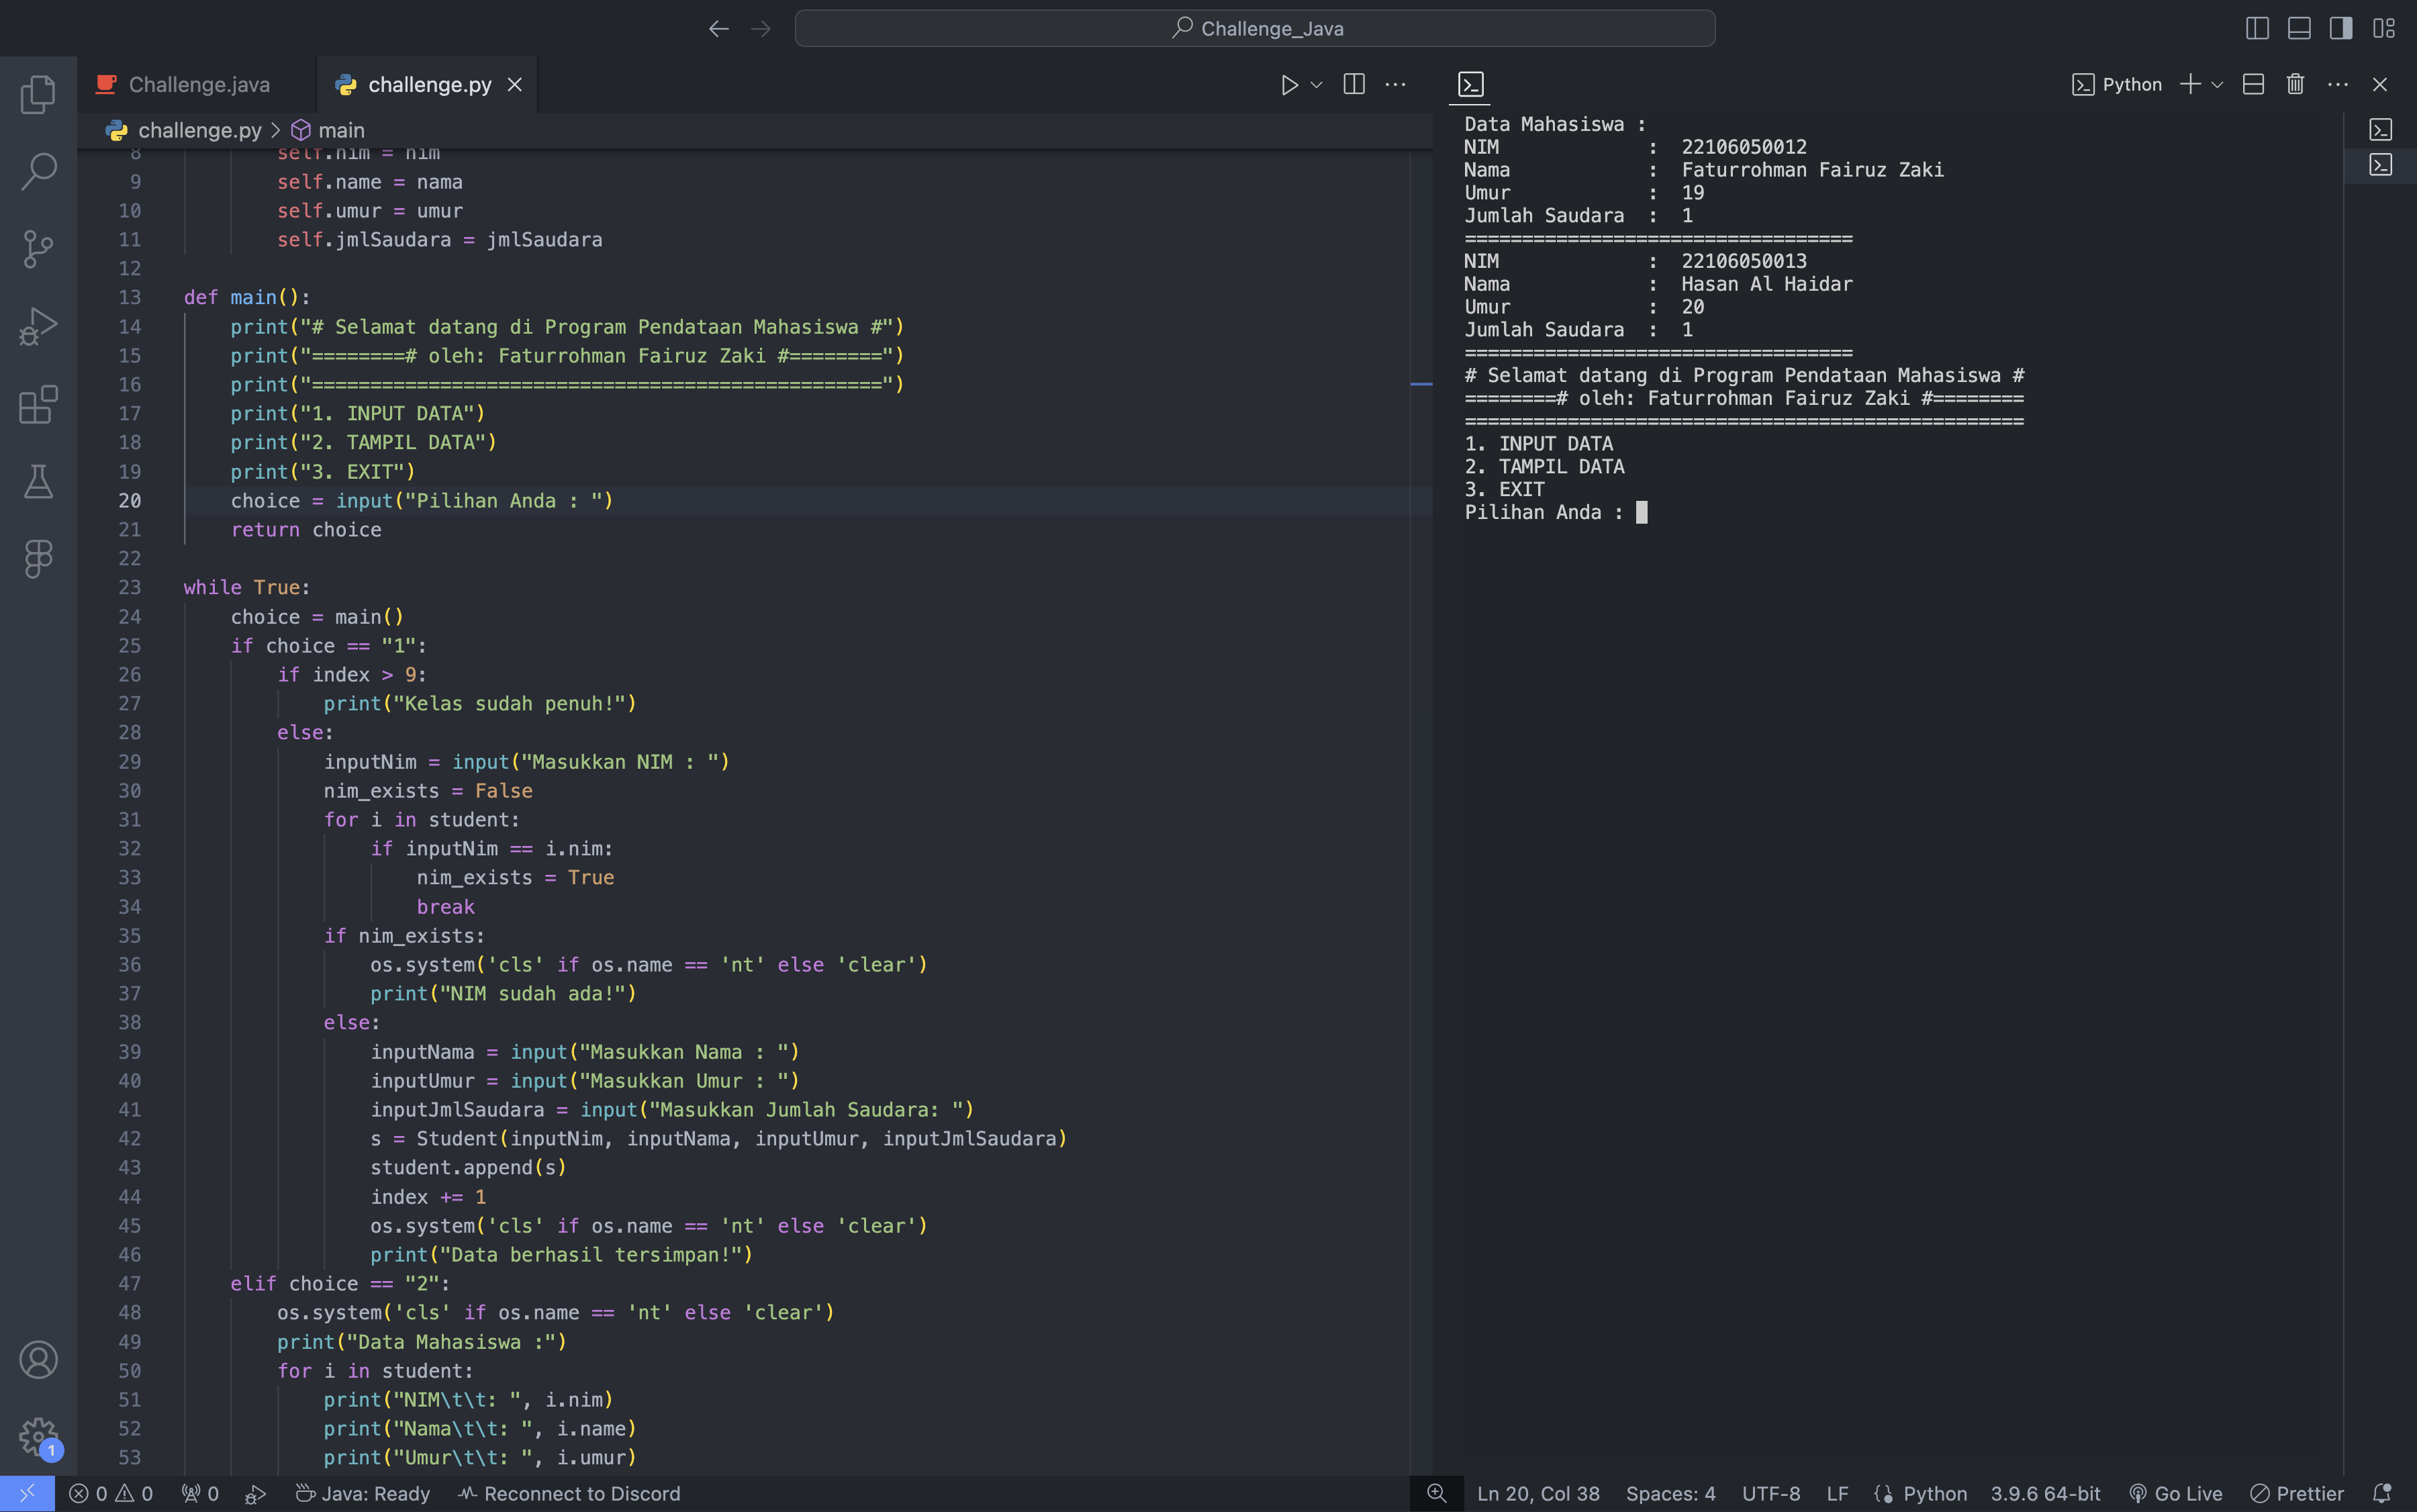 Challenge_Java
Challenge.java
challenge.py
challenge.py > main
8 self.nim = nim
9 self.name = nama
10 self.umur = umur
11 self.jmlSaudara = jmlSaudara
12
13 def main():
14 print("# Selamat datang di Program Pendataan Mahasiswa #")
15 print("========# oleh: Faturrohman Fairuz Zaki #========")
16 print("=================================================")
17 print("1. INPUT DATA")
18 print("2. TAMPIL DATA")
19 print("3. EXIT")
20 choice = input("Pilihan Anda : ")
21 return choice
22
23 while True:
24 choice = main()
25 if choice == "1":
26 if index > 9:
27 print("Kelas sudah penuh!")
28 else:
29 inputNim = input("Masukkan NIM : ")
30 nim_exists = False
31 for i in student:
32 if inputNim == i.nim:
33 nim_exists = True
34 break
35 if nim_exists:
36 os.system('cls' if os.name == 'nt' else 'clear')
37 print("NIM sudah ada!")
38 else:
39 inputNama = input("Masukkan Nama : ")
40 inputUmur = input("Masukkan Umur : ")
41 inputJmlSaudara = input("Masukkan Jumlah Saudara: ")
42 s = Student(inputNim, inputNama, inputUmur, inputJmlSaudara)
43 student.append(s)
44 index += 1
45 os.system('cls' if os.name == 'nt' else 'clear')
46 print("Data berhasil tersimpan!")
47 elif choice == "2":
48 os.system('cls' if os.name == 'nt' else 'clear')
49 print("Data Mahasiswa :")
50 for i in student:
51 print("NIM\t\t: ", i.nim)
52 print("Nama\t\t: ", i.name)
53 print("Umur\t\t: ", i.umur)
Python
Data Mahasiswa :
NIM : 22106050012
Nama : Faturrohman Fairuz Zaki
Umur : 19
Jumlah Saudara : 1
==================================
NIM : 22106050013
Nama : Hasan Al Haidar
Umur : 20
Jumlah Saudara : 1
==================================
# Selamat datang di Program Pendataan Mahasiswa #
========# oleh: Faturrohman Fairuz Zaki #========
=================================================
1. INPUT DATA
2. TAMPIL DATA
3. EXIT
Pilihan Anda :
1
0 0 0 Java: Ready Reconnect to Discord Ln 20, Col 38 Spaces: 4 UTF-8 LF Python 3.9.6 64-bit Go Live Prettier